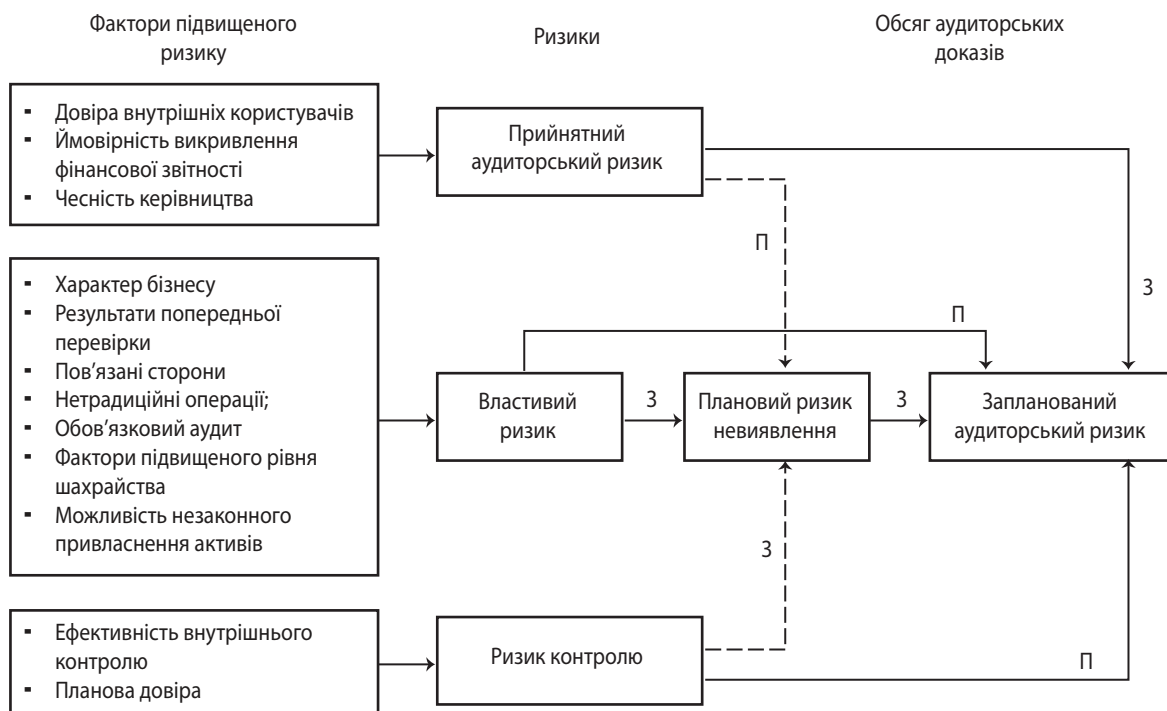 Фактори підвищеного
ризику
Ризики
Обсяг аудиторських
доказів
▪ Довіра внутрішніх користувачів
▪ Ймовірність викривлення
фінансової звітності
▪ Чесність керівництва
Прийнятний
аудиторський ризик
П
З
▪ Характер бізнесу
▪ Результати попередньої
перевірки
▪ Пов’язані сторони
▪ Нетрадиційні операції;
▪ Обов’язковий аудит
▪ Фактори підвищеного рівня
шахрайства
▪ Можливість незаконного
привласнення активів
П
Властивий
ризик
З
Плановий ризик
невиявлення
З
Запланований
аудиторський ризик
З
▪ Ефективність внутрішнього
контролю
▪ Планова довіра
Ризик контролю
П